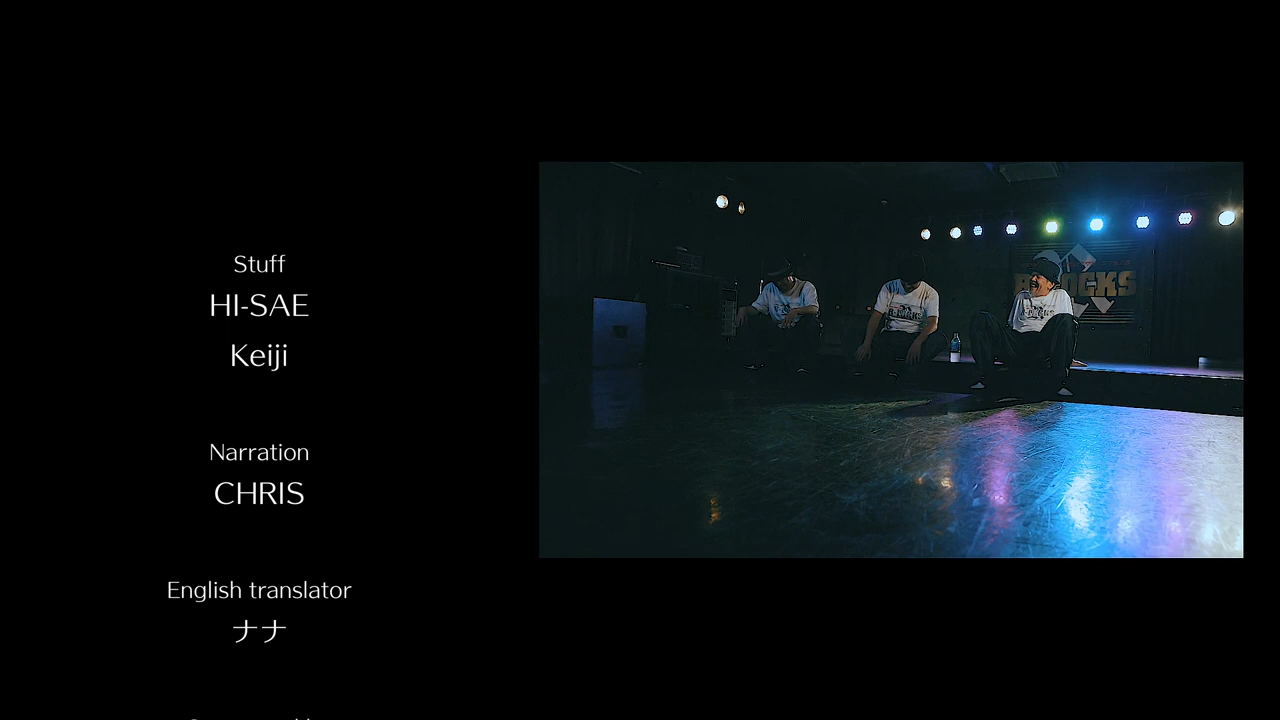 Stuff
HI-SAE
Keiji
Narration
CHRIS
English translator
ナナ